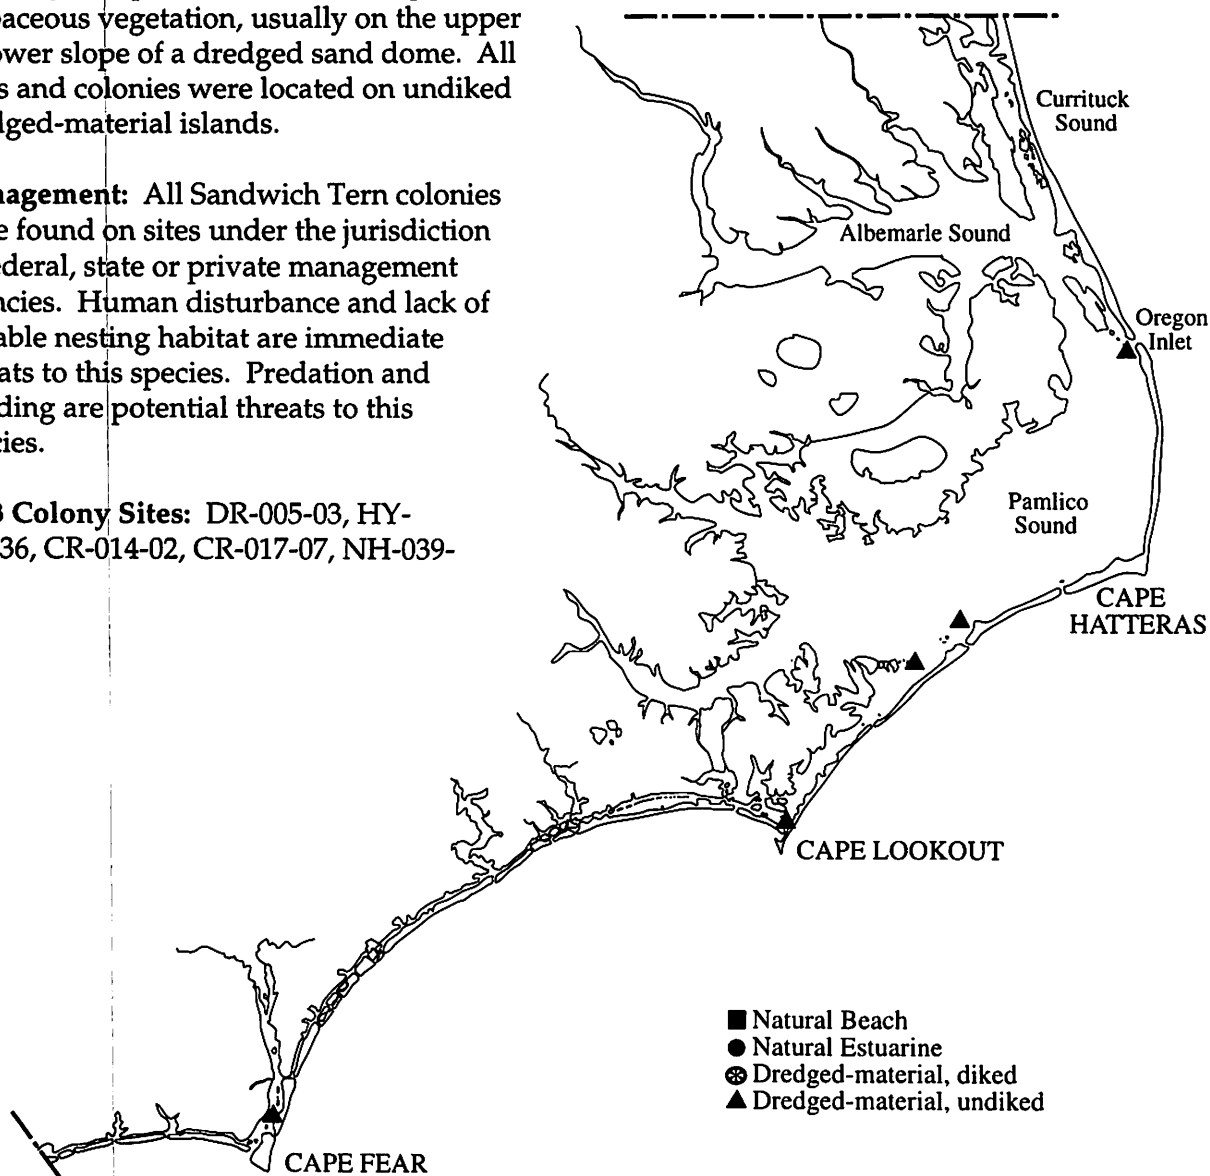 aceous vegetation, usually on the upper
ower slope of a dredged sand dome. All
s and colonies were located on undiked
lged-material islands.
nagement: All Sandwich Tern colonies
e found on sites under the jurisdiction
ederal, state or private management
ncies. Human disturbance and lack of
able nesting habitat are immediate
ats to this species. Predation and
ding are potential threats to this
cies.
Colony Sites: DR-005-03, HY-
36, CR-014-02, CR-017-07, NH-039-
Currituck
Sound
Albemarle Sound
Oregon
Inlet
Pamlico
Sound
CAPE
HATTERAS
CAPE LOOKOUT
Natural Beach
Natural Estuarine
Dredged-material, diked
Dredged-material, undiked
CAPE FEAR